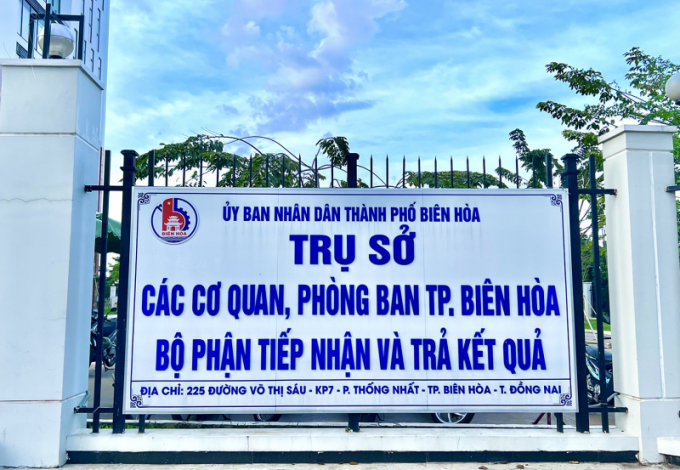 BIÊN HÒA
ỦY BAN NHÂN DÂN THÀNH PHỐ BIÊN HÒA
TRỤ SỞ
CÁC CƠ QUAN, PHÒNG BAN TP. BIÊN HÒA
BỘ PHẬN TIẾP NHẬN VÀ TRẢ KẾT QUẢ
ĐỊA CHỈ: 225 ĐƯỜNG VÕ THỊ SÁU - KP7 - P. THỐNG NHẤT - TP. BIÊN HÒA - T. ĐỒNG NAI